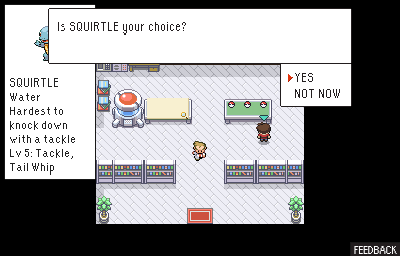 Is SQUIRTLE your choice?
YES
NOT NOW
SQUIRTLE
Water
Hardest to
knock down
with a tackle
Lv 5: Tackle,
Tail Whip
FEEDBACK